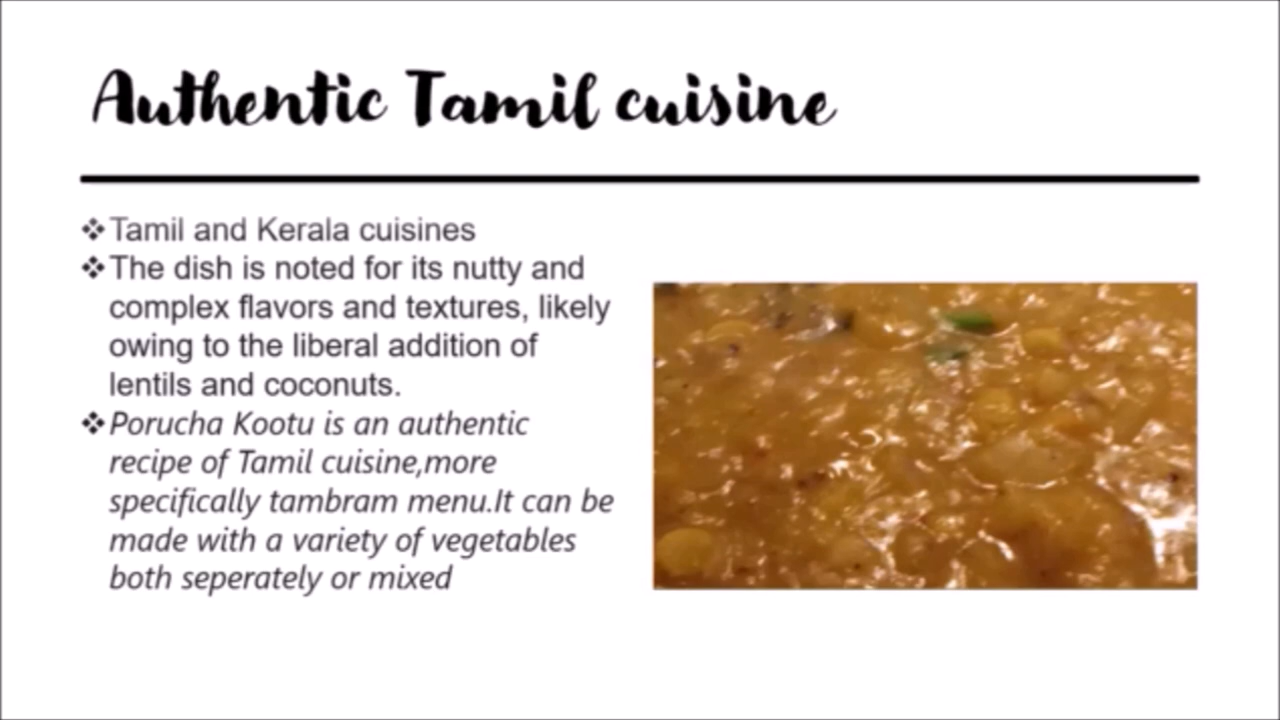 Authentic Tamil cuisine
❖Tamil and Kerala cuisines
❖The dish is noted for its nutty and
complex flavors and textures, likely
owing to the liberal addition of
lentils and coconuts.
❖Porucha Kootu is an authentic
recipe of Tamil cuisine,more
specifically tambram menu.It can be
made with a variety of vegetables
both seperately or mixed